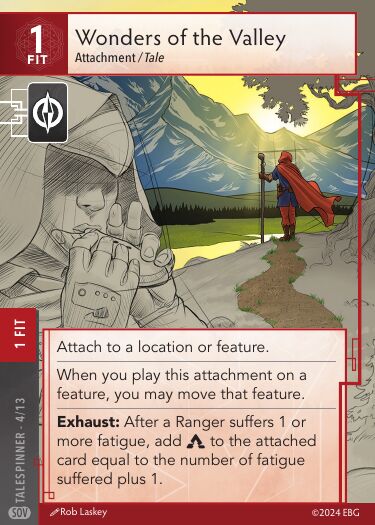 1
FIT
Wonders of the Valley
Attachment / Tale
1 FIT
Attach to a location or feature.
When you play this attachment on a
feature, you may move that feature.
Exhaust: After a Ranger suffers 1 or
more fatigue, add to the attached
card equal to the number of fatigue
suffered plus 1.
TALESPINNER - 4/13
SOV
Rob Laskey
©2024 EBG